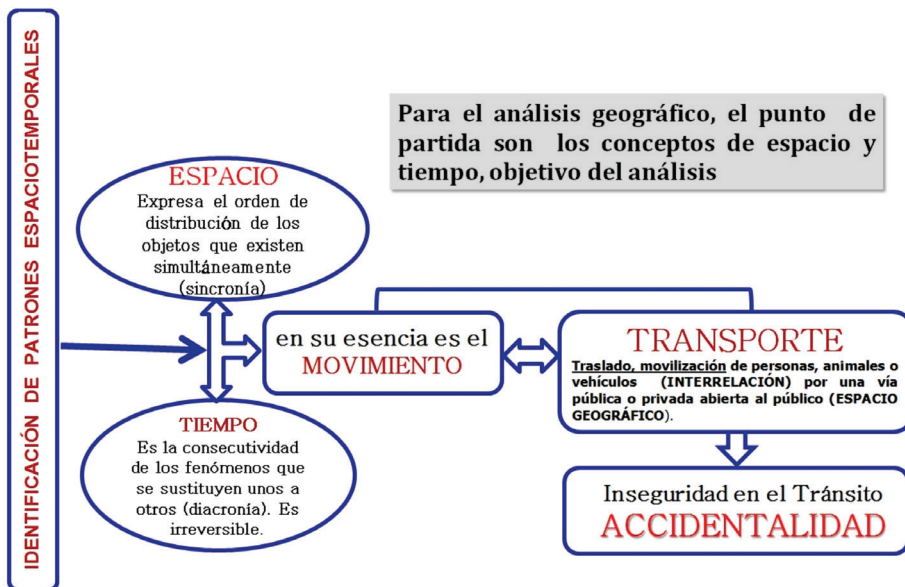 IDENTIFICACIÓN DE PATRONES ESPACIOTEMPORALES
Para el análisis geográfico, el punto de
partida son los conceptos de espacio y
tiempo, objetivo del análisis
ESPACIO
Expresa el orden de
distribución de los
objetos que existen
simultáneamente
(sincronía)
en su esencia es el
MOVIMIENTO
TRANSPORTE
Traslado, movilización de personas, animales o
vehículos (INTERRELACIÓN) por una vía
pública o privada abierta al público (ESPACIO
GEOGRÁFICO).
TIEMPO
Es la consecutividad
de los fenómenos que
se sustituyen unos a
otros (diacronía). Es
irreversible.
Inseguridad en el Tránsito
ACCIDENTALIDAD